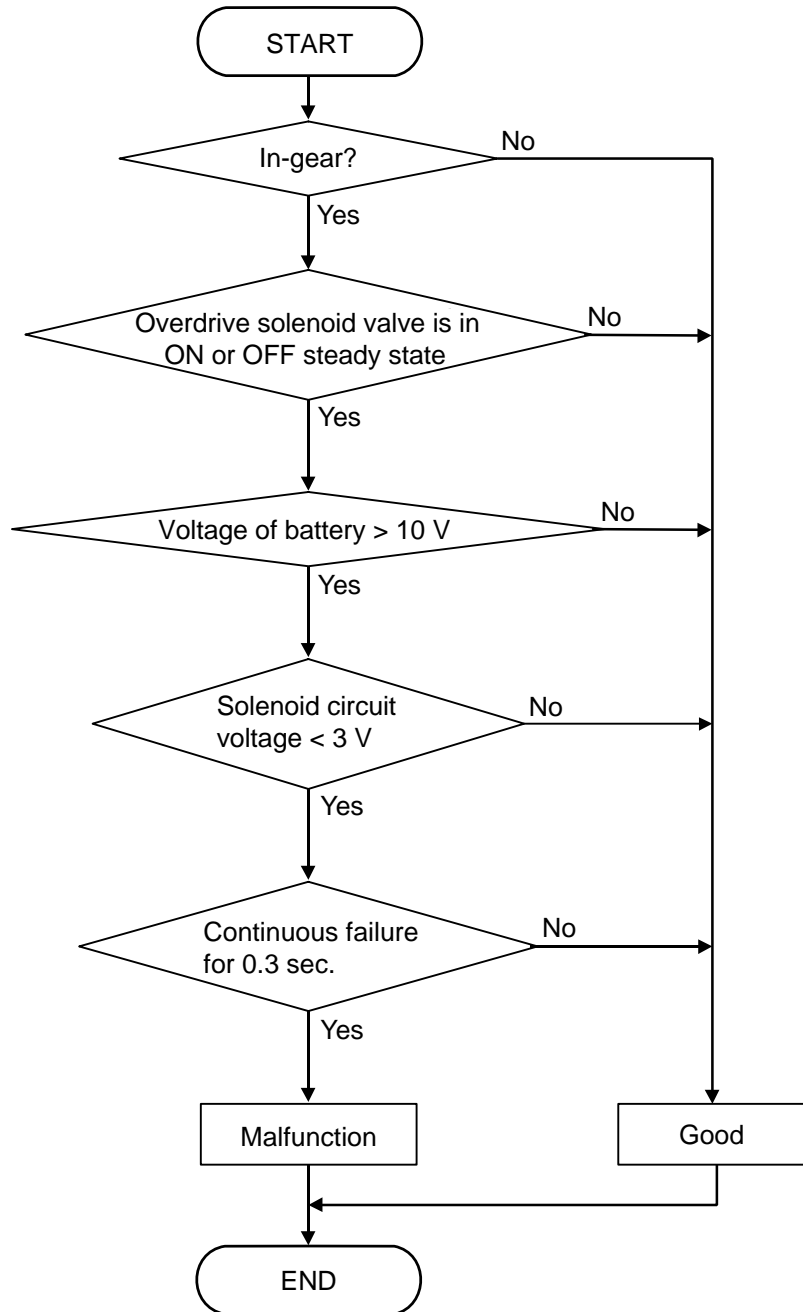 START
In-gear?
No
Yes
Overdrive solenoid valve is in
ON or OFF steady state
No
Yes
Voltage of battery > 10 V
No
Yes
Solenoid circuit
voltage < 3 V
No
Yes
Continuous failure
for 0.3 sec.
No
Yes
Malfunction
Good
END